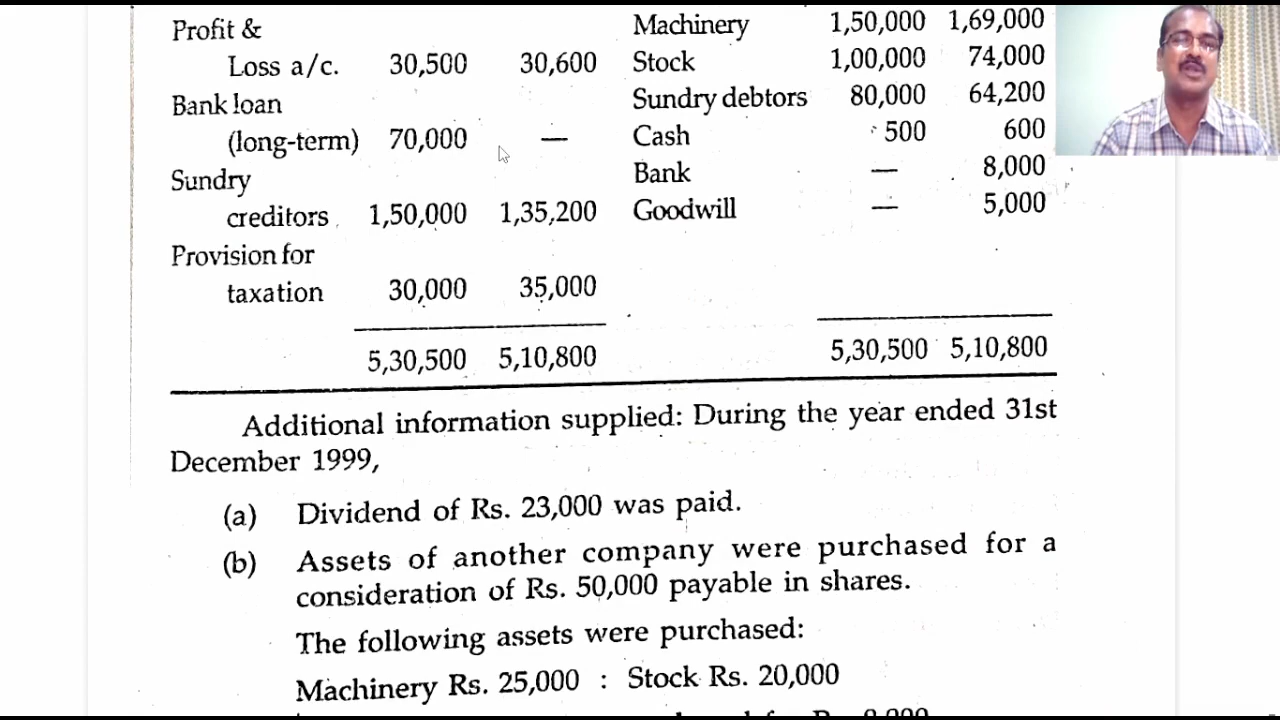 Profit & Machinery 1,50,000 1,69,000
Loss a/c. 30,500 30,600 Stock 1,00,000 74,000
Bank loan Sundry debtors 80,000 64,200
(long-term) 70,000 — Cash 500 600
Sundry Bank — 8,000
creditors 1,50,000 1,35,200 Goodwill — 5,000
Provision for
taxation 30,000 35,000
5,30,500 5,10,800 5,30,500 5,10,800
Additional information supplied: During the year ended 31st
December 1999,
(a) Dividend of Rs. 23,000 was paid.
(b) Assets of another company were purchased for a
consideration of Rs. 50,000 payable in shares.
The following assets were purchased:
Machinery Rs. 25,000 : Stock Rs. 20,000